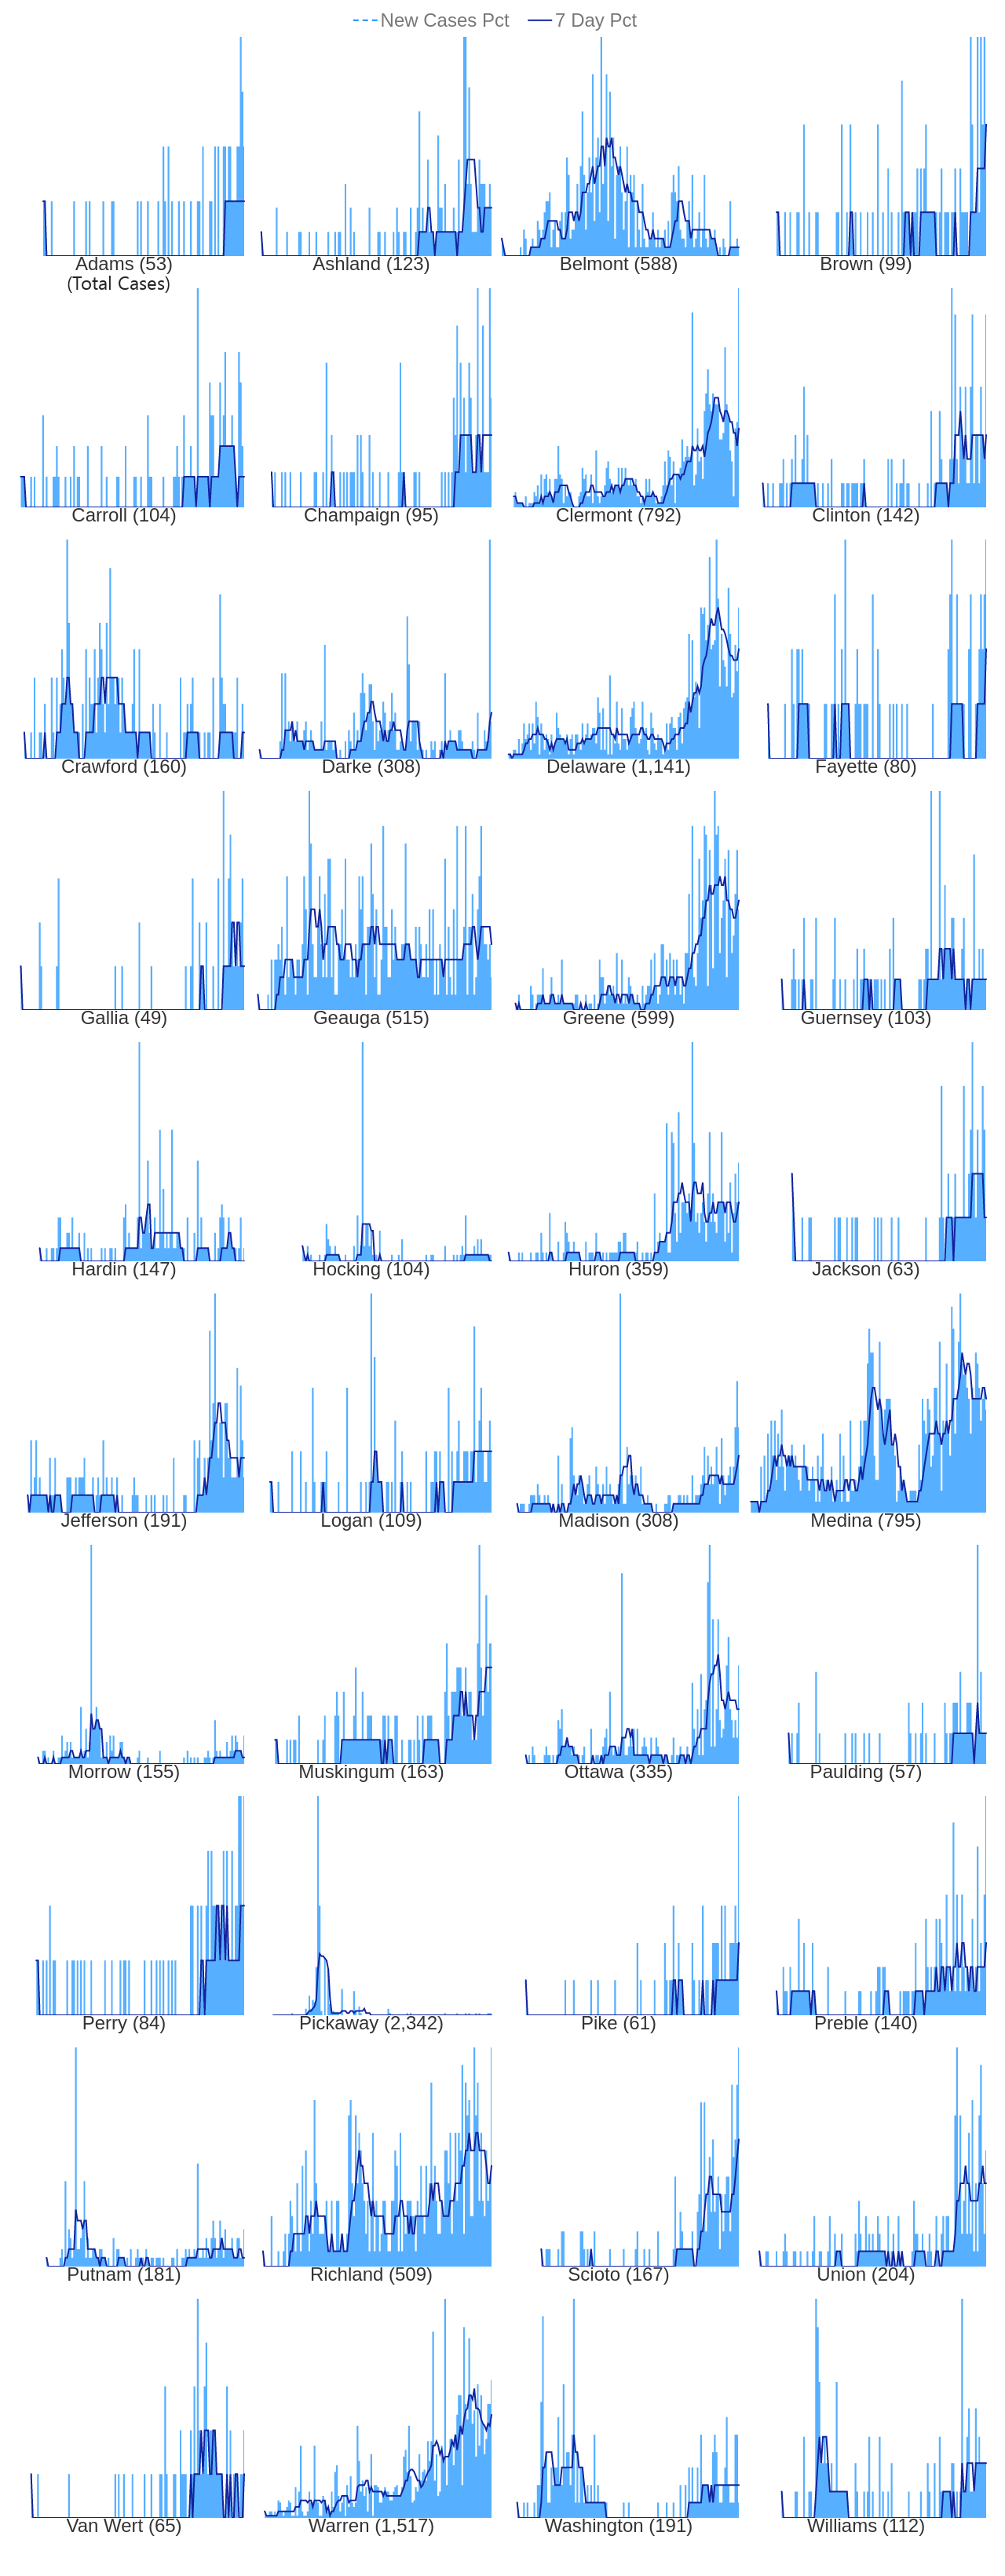 New Cases Pct 7 Day Pct
Adams (53) Ashland (123) Belmont (588) Brown (99)
(Total Cases)
Carroll (104) Champaign (95) Clermont (792) Clinton (142)
Crawford (160) Darke (308) Delaware (1,141) Fayette (80)
Gallia (49) Geauga (515) Greene (599) Guernsey (103)
Hardin (147) Hocking (104) Huron (359) Jackson (63)
Jefferson (191) Logan (109) Madison (308) Medina (795)
Morrow (155) Muskingum (163) Ottawa (335) Paulding (57)
Perry (84) Pickaway (2,342) Pike (61) Preble (140)
Putnam (181) Richland (509) Scioto (167) Union (204)
Van Wert (65) Warren (1,517) Washington (191) Williams (112)